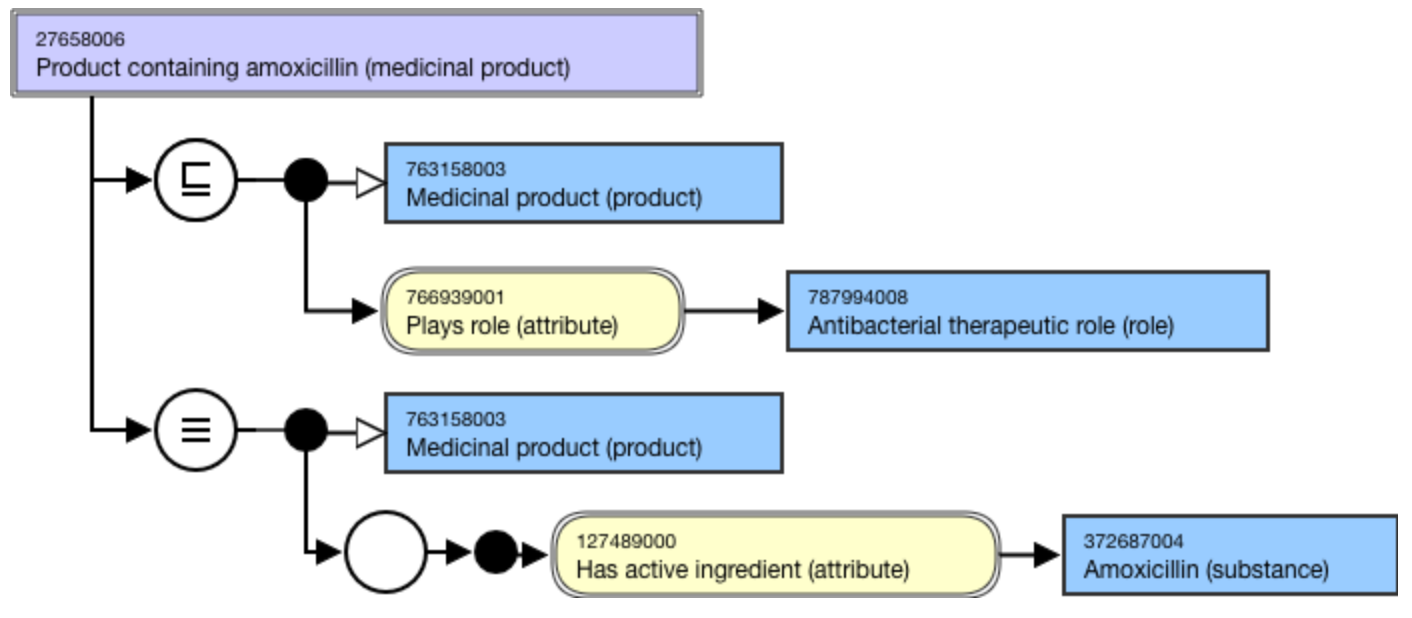 27658006
Product containing amoxicillin (medicinal product)
⊑
763158003
Medicinal product (product)
766939001
Plays role (attribute)
787994008
Antibacterial therapeutic role (role)
≡
763158003
Medicinal product (product)
127489000
Has active ingredient (attribute)
372687004
Amoxicillin (substance)